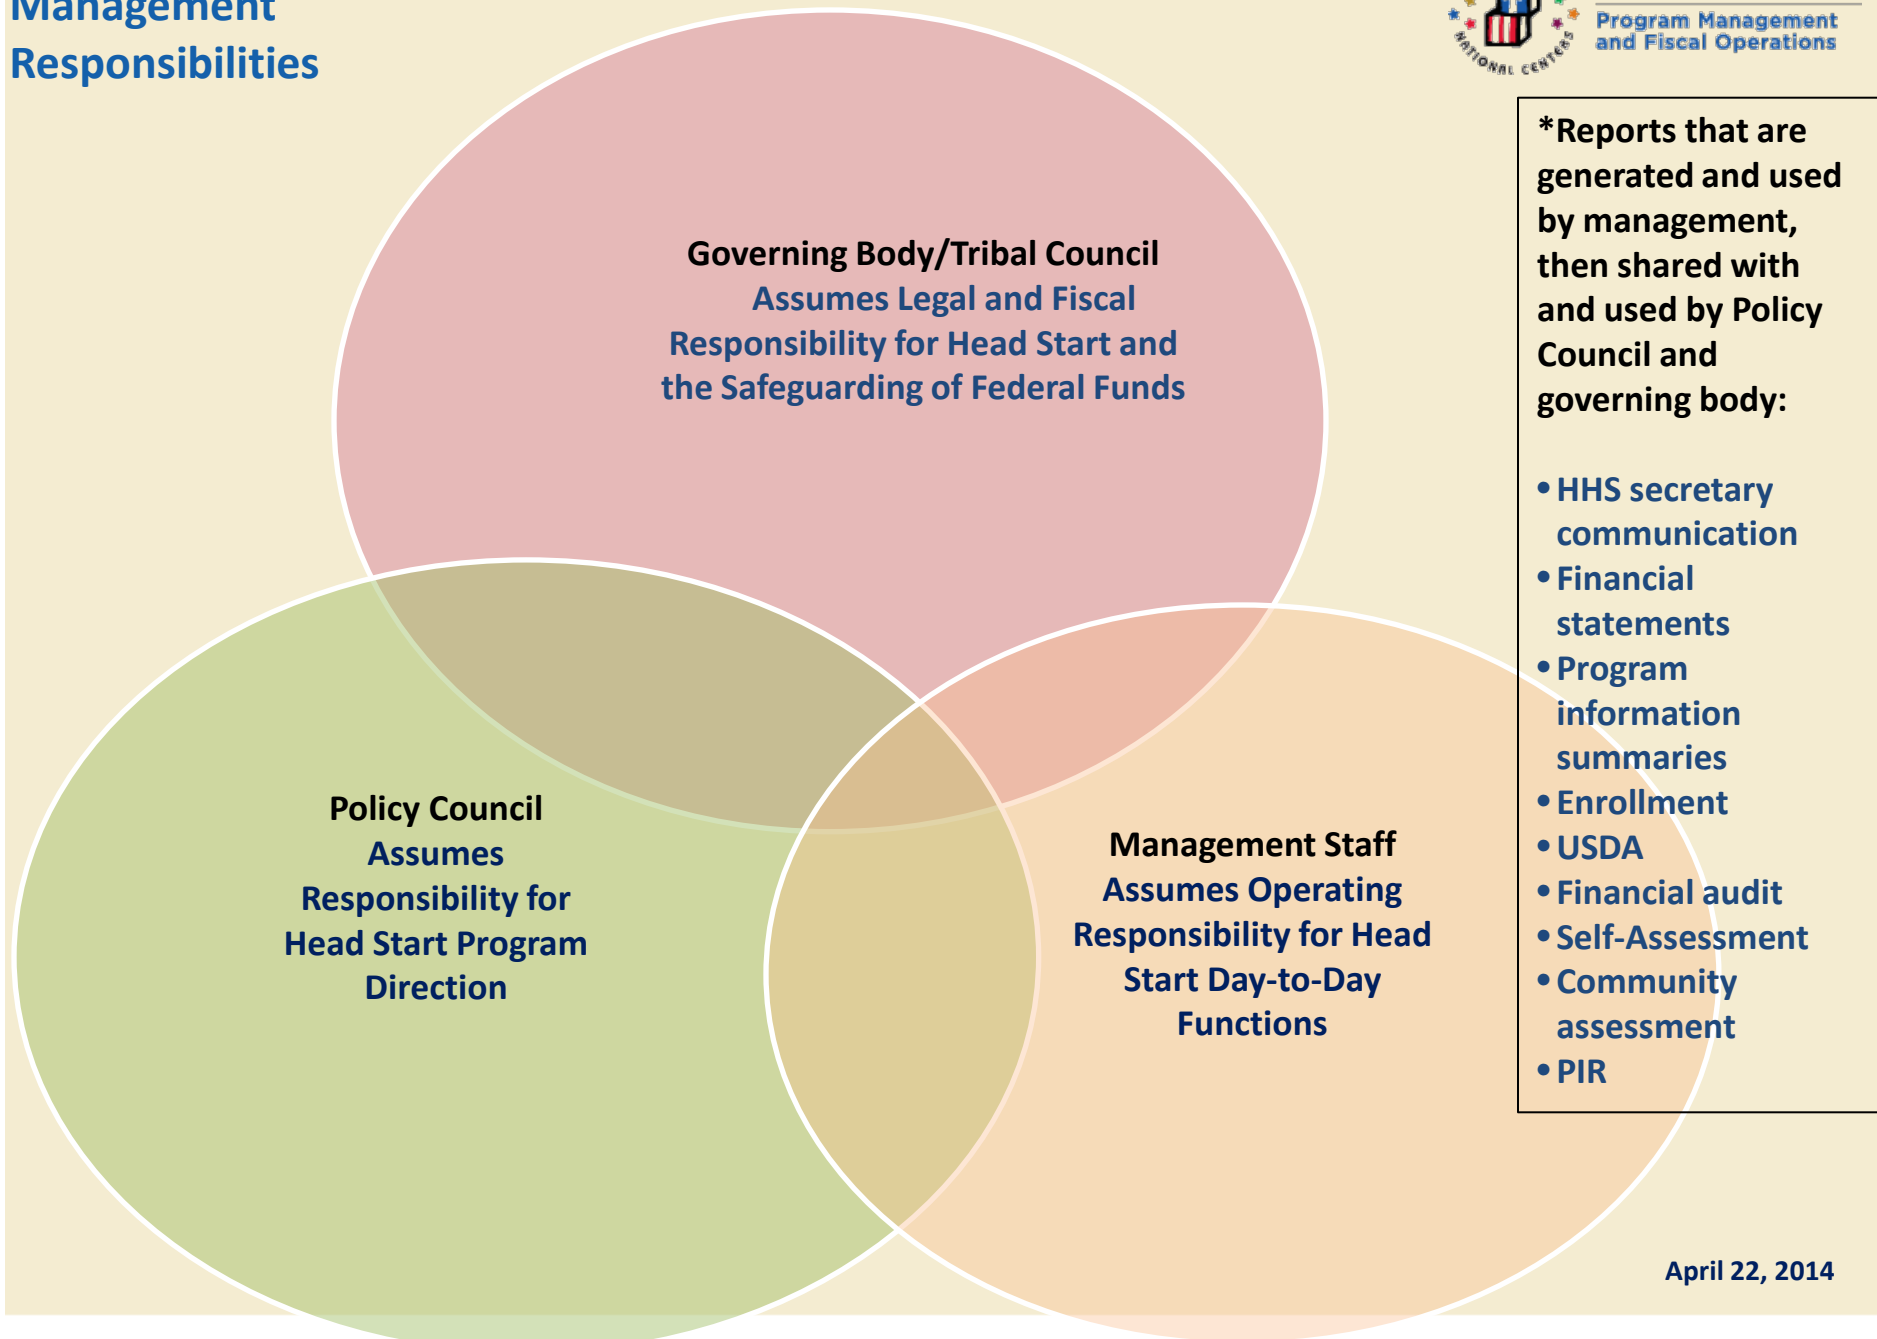 Management
Responsibilities
NATIONAL CENTERS
Program Management
and Fiscal Operations
Governing Body/Tribal Council
Assumes Legal and Fiscal
Responsibility for Head Start and
the Safeguarding of Federal Funds
Policy Council
Assumes
Responsibility for
Head Start Program
Direction
Management Staff
Assumes Operating
Responsibility for Head
Start Day-to-Day
Functions
*Reports that are
generated and used
by management,
then shared with
and used by Policy
Council and
governing body:
• HHS secretary
communication
• Financial
statements
• Program
information
summaries
• Enrollment
• USDA
• Financial audit
• Self-Assessment
• Community
assessment
• PIR
April 22, 2014